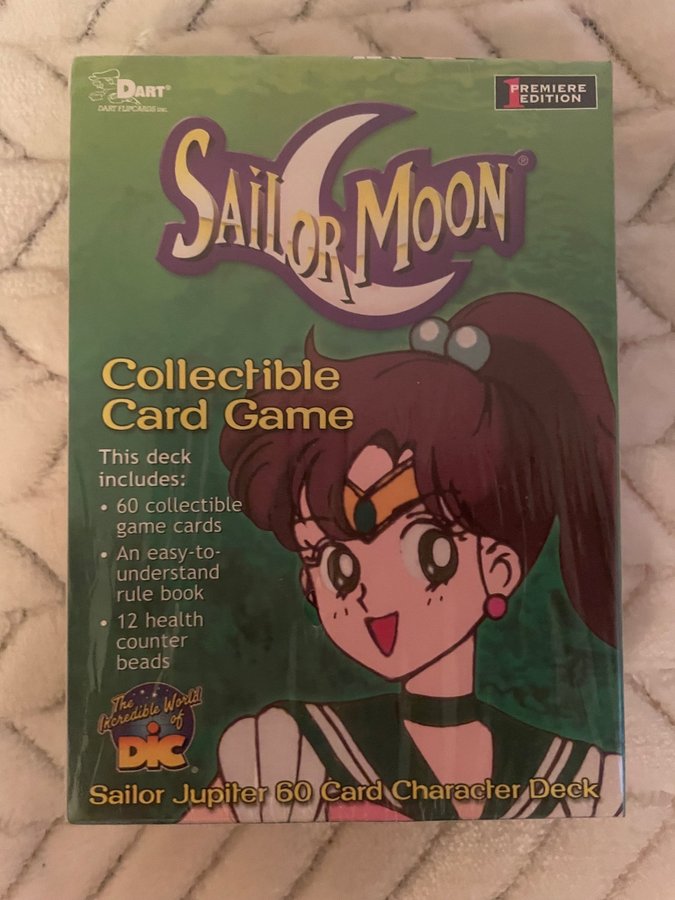 DART®
DART FLIPCARDS INC.
1 PREMIERE
EDITION
SAILOR MOON®
Collectible
Card Game
This deck
includes:
• 60 collectible
game cards
• An easy-to-
understand
rule book
• 12 health
counter
beads
The
Incredible World
of
DiC®
Sailor Jupiter 60 Card Character Deck